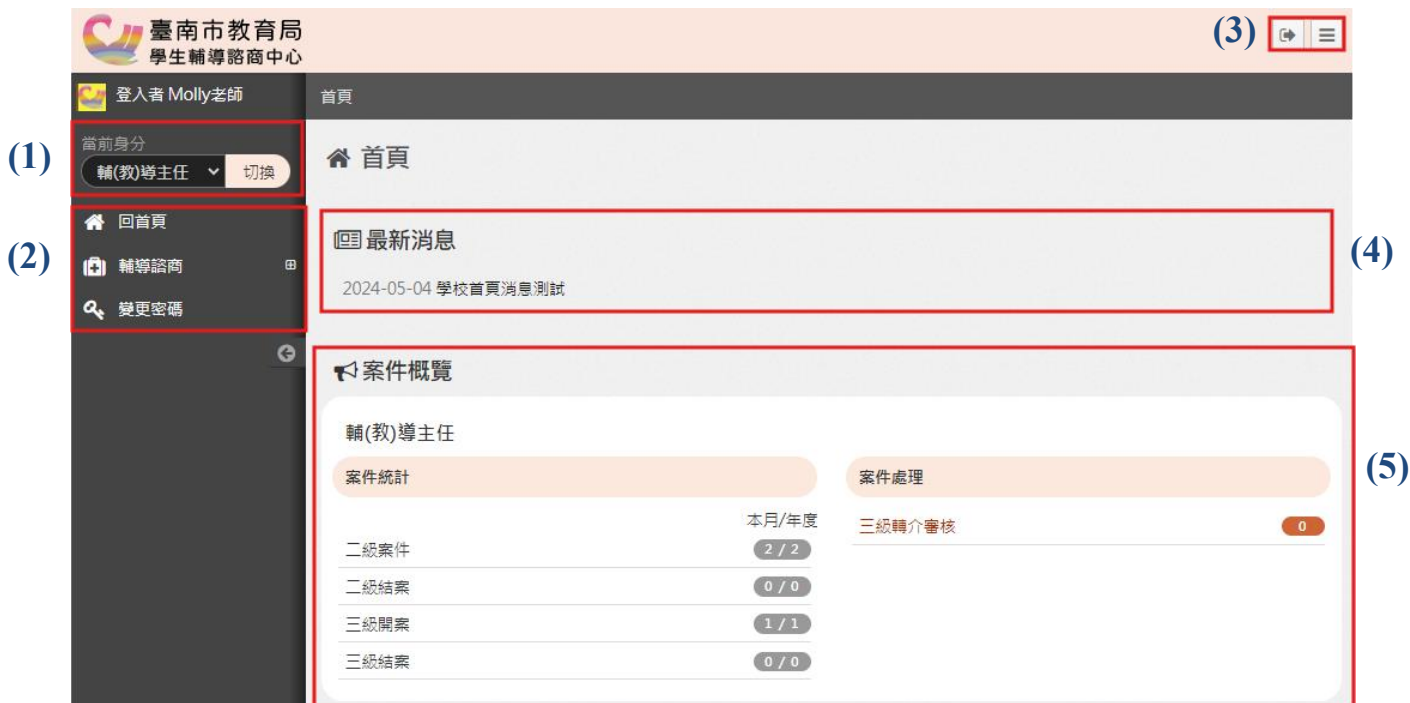 臺南市教育局
學生輔導諮商中心
(3)
登入者 Molly老師
首頁
(1)
當前身分
輔(教)導主任 切換
首頁
(2)
回首頁
輔導諮商
變更密碼
最新消息
2024-05-04 學校首頁消息測試
(4)
案件概覽
輔(教)導主任
案件統計
案件處理
(5)
本月/年度
三級轉介審核 0
二級案件 2 / 2
二級結案 0 / 0
三級開案 1 / 1
三級結案 0 / 0